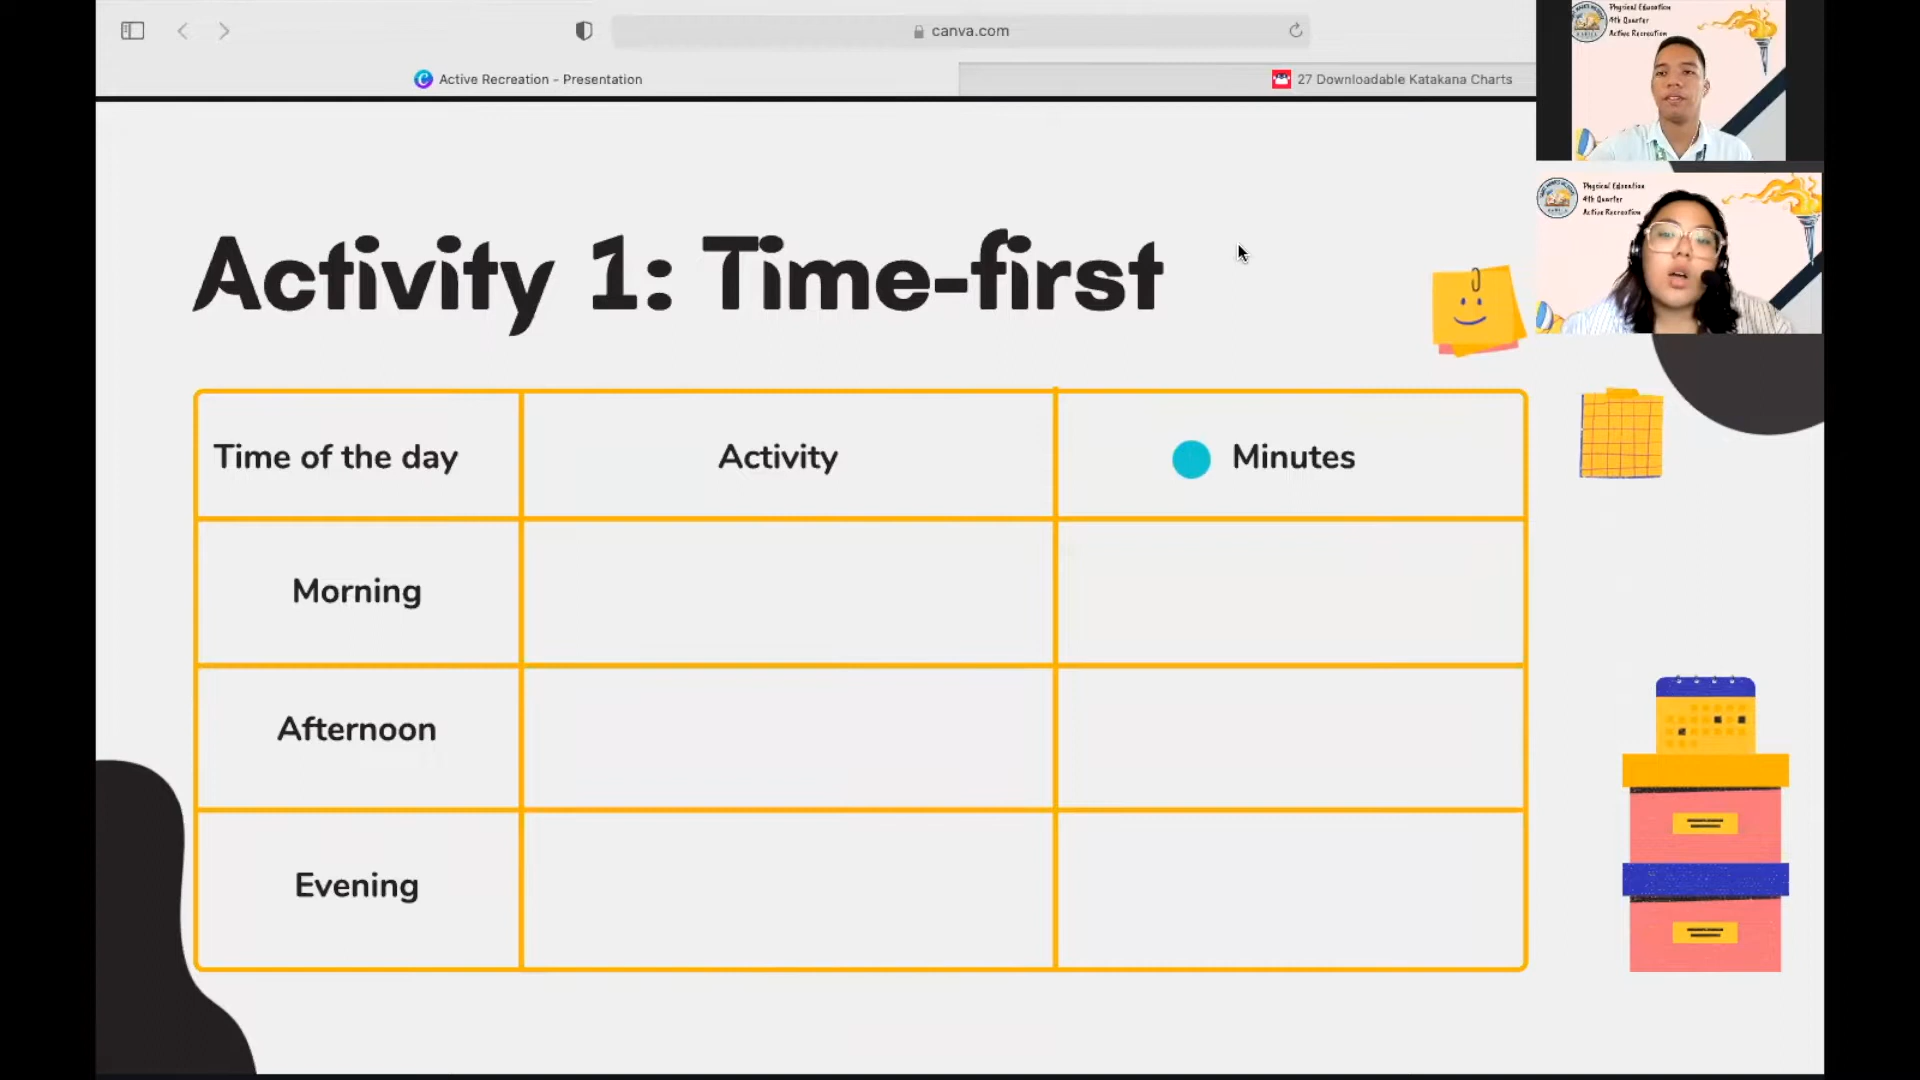 canva.com
Active Recreation - Presentation
27 Downloadable Katakana Charts
Physical Education
4th Quarter
Active Recreation
Physical Education
4th Quarter
Active Recreation
Activity 1: Time-first
Time of the day
Activity
Minutes
Morning
Afternoon
Evening